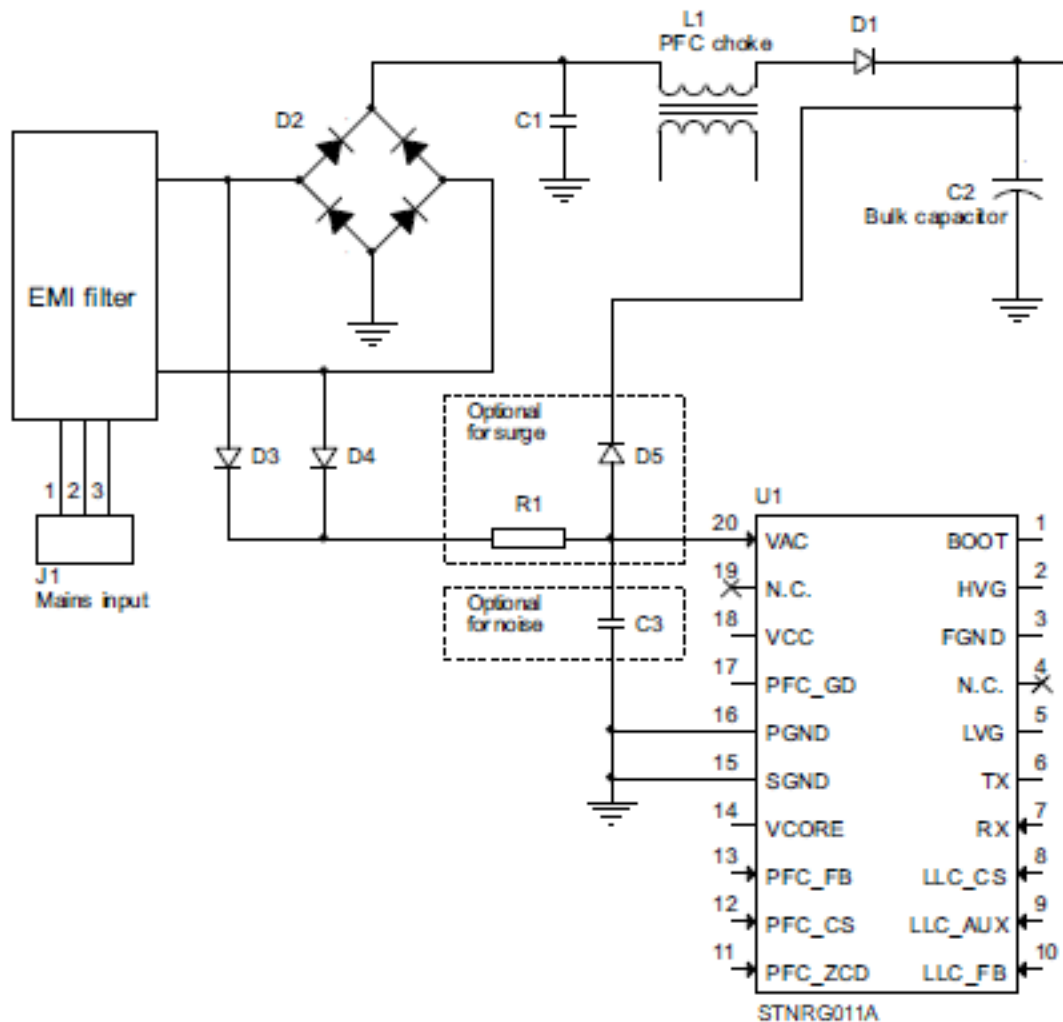 L1
PFC choke
D1
D2
C1
C2
Bulk capacitor
EMI filter
Optional
for surge
D3
D4
D5
R1
1 2 3
J1
Mains input
Optional
for noise
C3
U1
20 VAC BOOT 1
19 N.C. HVG 2
18 VCC FGND 3
17 PFC_GD N.C. 4
16 PGND LVG 5
15 SGND TX 6
14 VCORE RX 7
13 PFC_FB LLC_CS 8
12 PFC_CS LLC_AUX 9
11 PFC_ZCD LLC_FB 10
STNRG011A